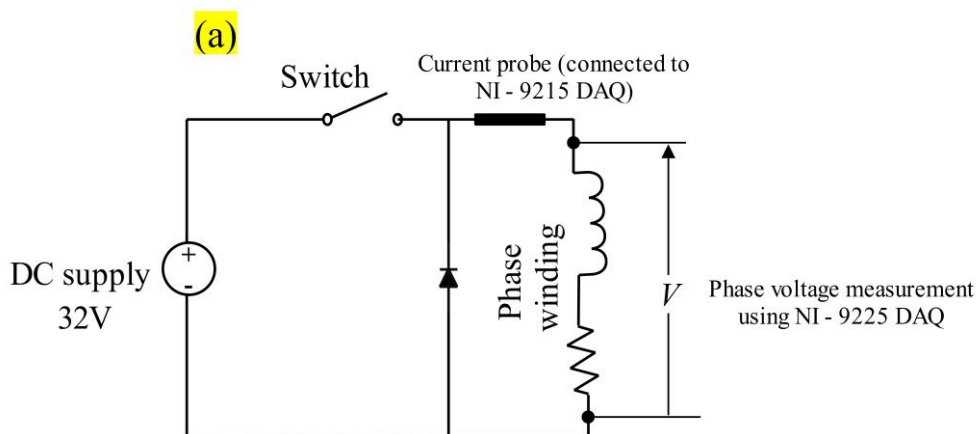 (a)
Switch
Current probe (connected to
NI - 9215 DAQ)
DC supply
32V
+
-
Phase
winding
V
Phase voltage measurement
using NI - 9225 DAQ